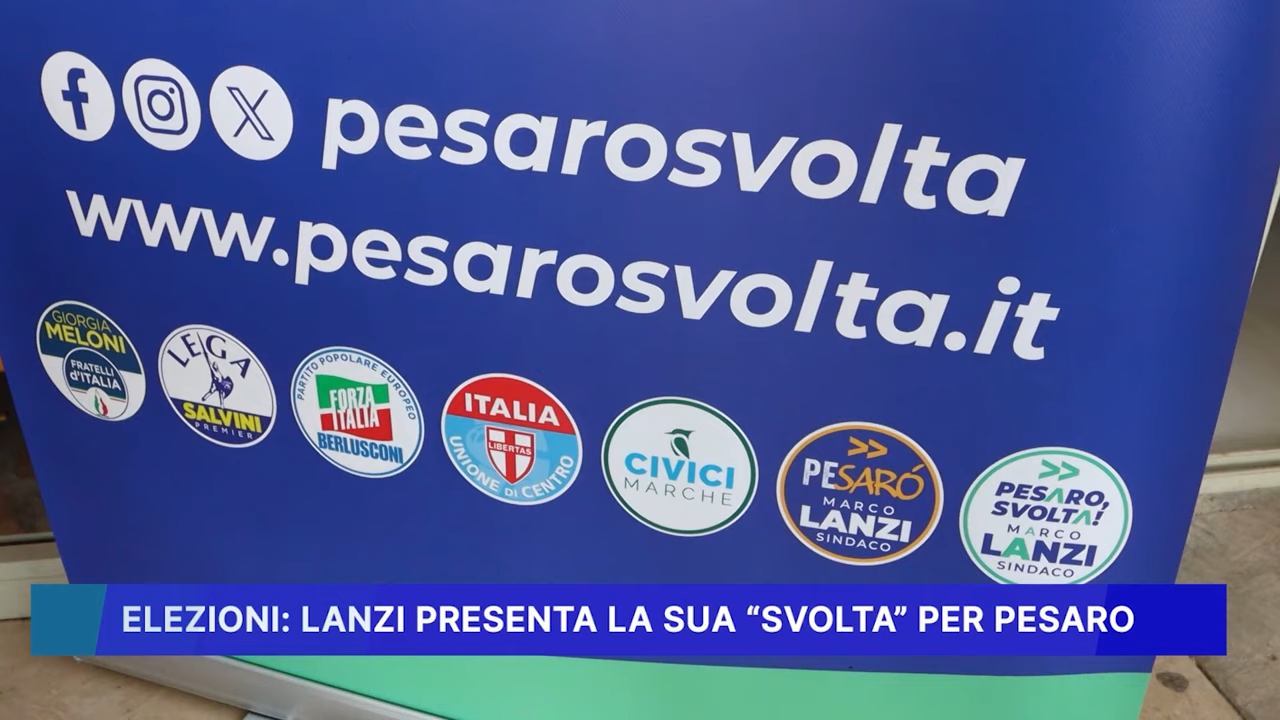 pesarosvolta
www.pesarosvolta.it
GIORGIA
MELONI
FRATELLI
d'ITALIA
LEGA
SALVINI
PREMIER
PARTITO POPOLARE EUROPEO
FORZA
ITALIA
BERLUSCONI
ITALIA
LIBERTAS
UNIONE DI CENTRO
CIVICI
MARCHE
PESARÓ
MARCO
LANZI
SINDACO
PESARO,
SVOLTA!
MARCO
LANZI
SINDACO
ELEZIONI: LANZI PRESENTA LA SUA “SVOLTA” PER PESARO